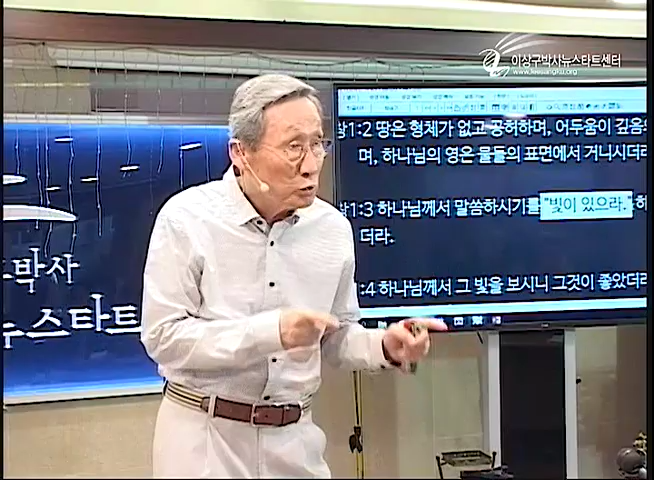 이상구박사뉴스타트센터
www.leesangku.org
1:2 땅은 형체가 없고 공허하며, 어두움이 깊음의
며, 하나님의 영은 물들의 표면에서 거니시더라
1:3 하나님께서 말씀하시기를 "빛이 있으라."
더라.
1:4 하나님께서 그 빛을 보시니 그것이 좋았더라
박사
뉴스타트